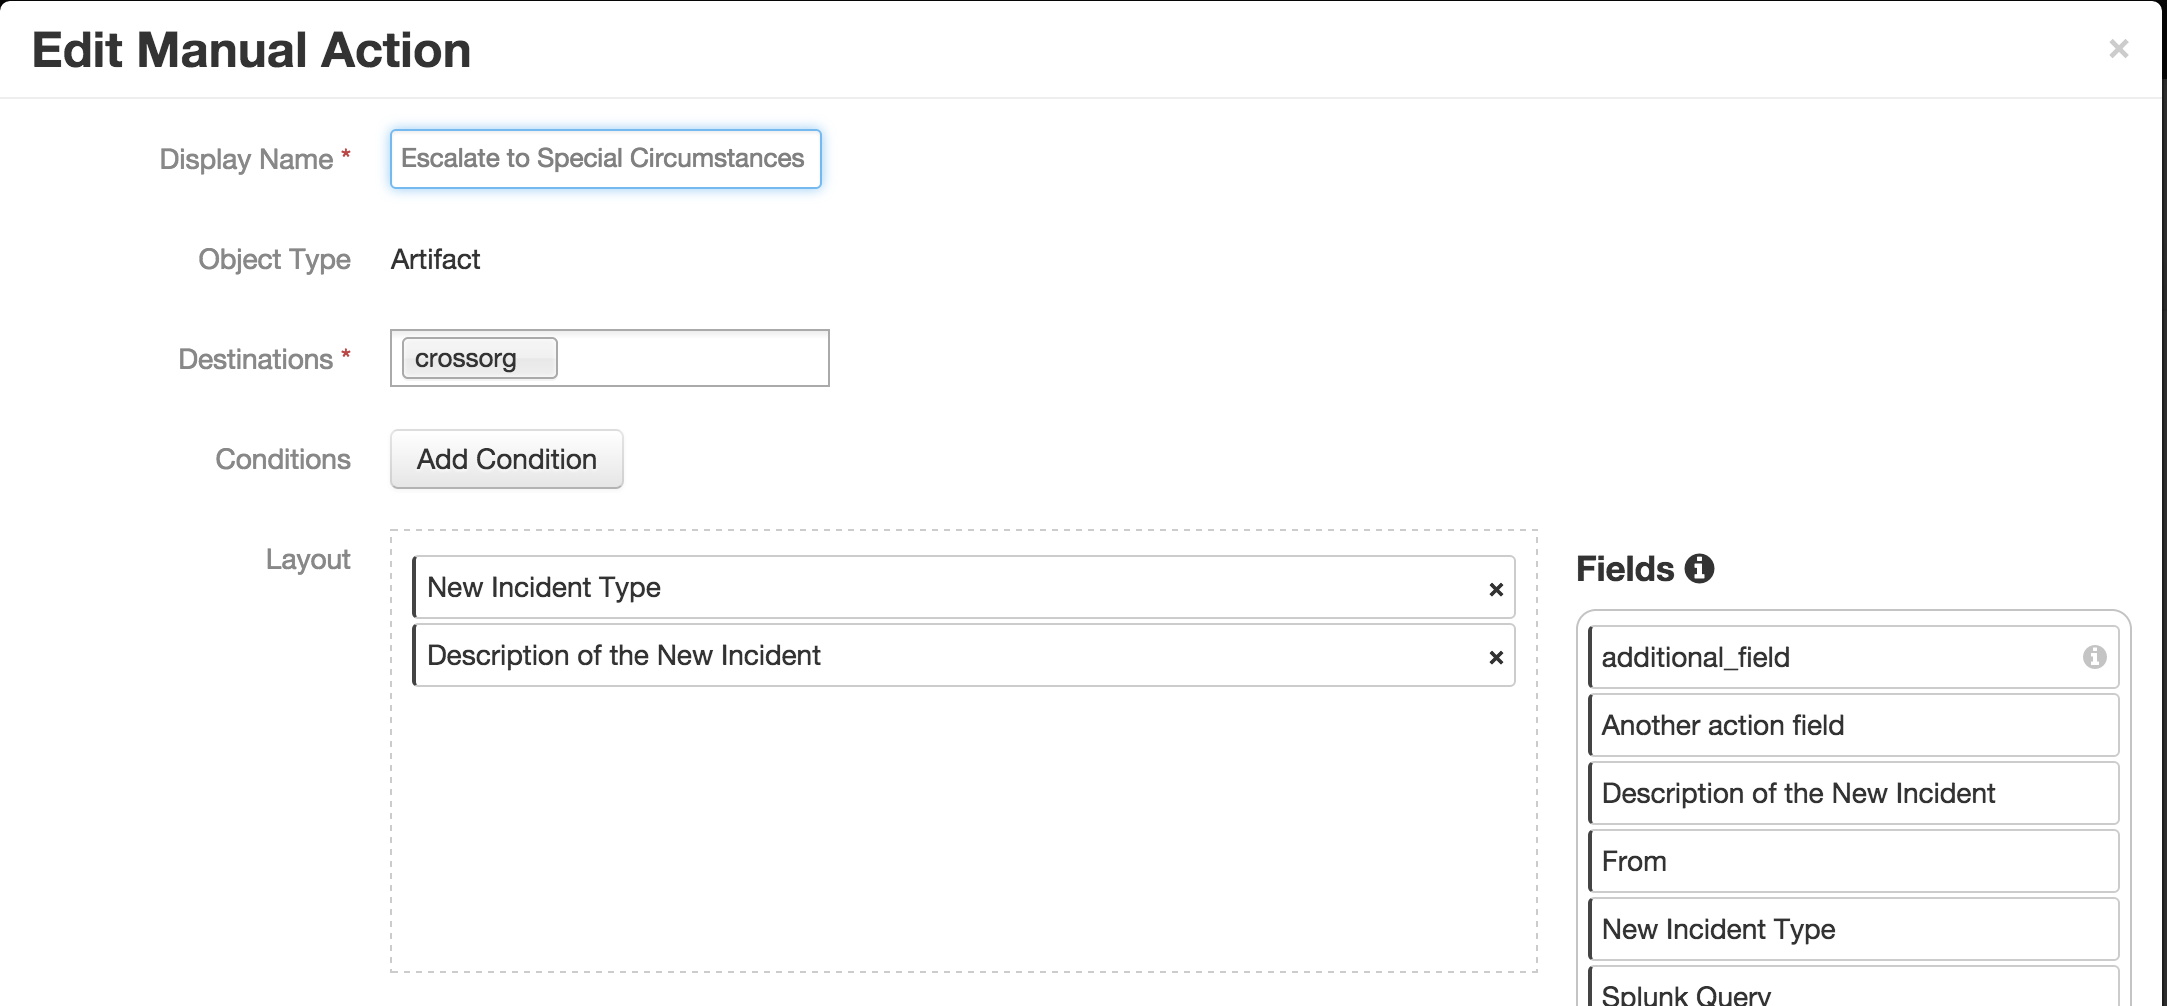 Edit Manual Action
×
Display Name * Escalate to Special Circumstances
Object Type Artifact
Destinations * crossorg
Conditions Add Condition
Layout
New Incident Type ×
Description of the New Incident ×
Fields
additional_field
Another action field
Description of the New Incident
From
New Incident Type
Splunk Query